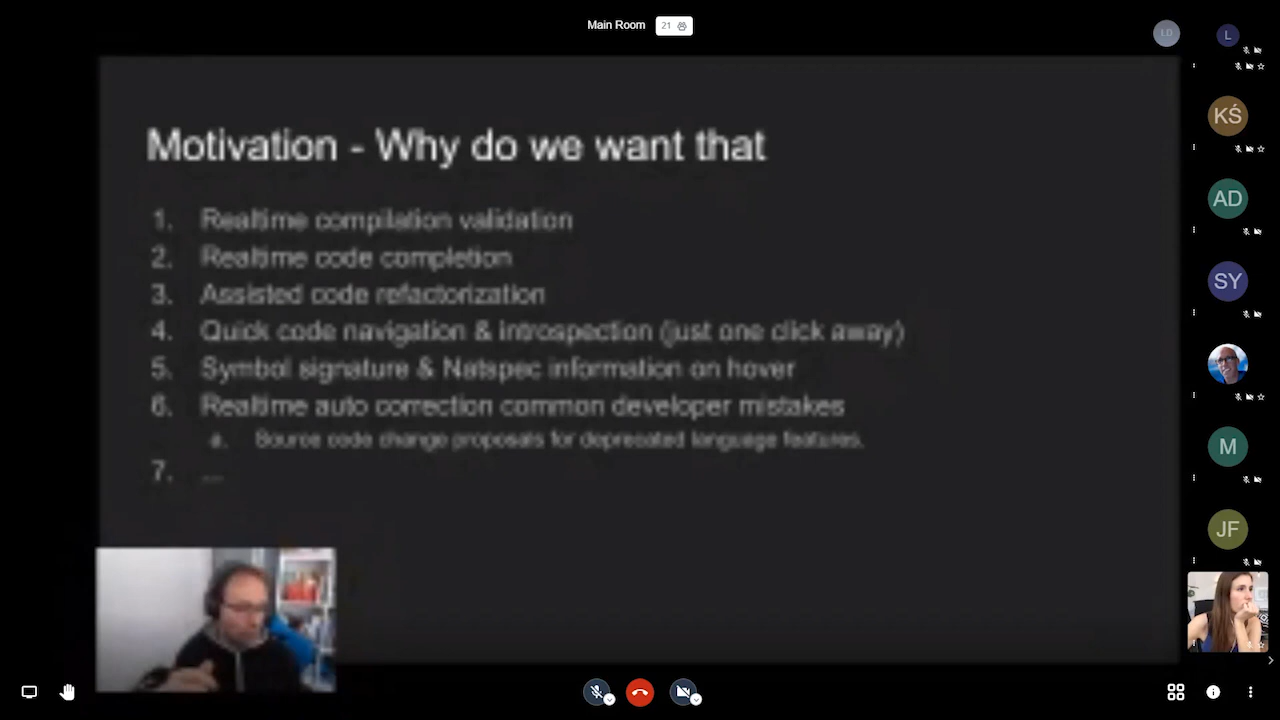 Main Room 21
LD
L
KŚ
AD
SY
M
JF
Motivation - Why do we want that
1. Realtime compilation validation
2. Realtime code completion
3. Assisted code refactorization
4. Quick code navigation & introspection (just one click away)
5. Symbol signature & Natspec information on hover
6. Realtime auto correction common developer mistakes
a. Source code change proposals for deprecated language features.
7. ...